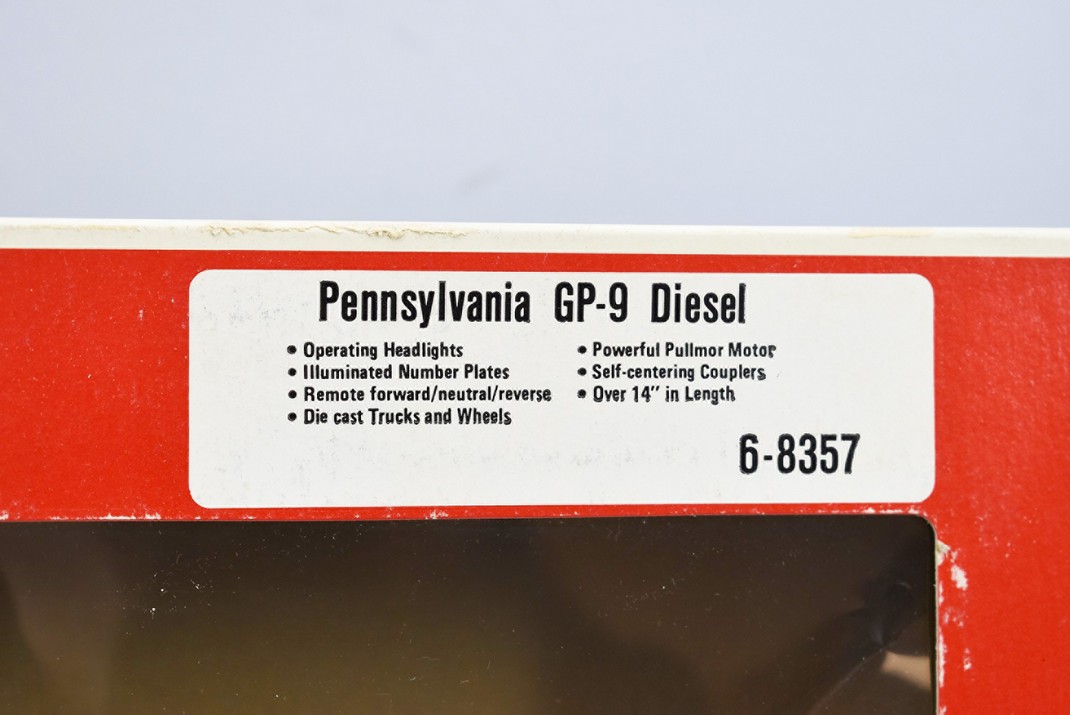 Pennsylvania GP-9 Diesel
• Operating Headlights
• Illuminated Number Plates
• Remote forward/neutral/reverse
• Die cast Trucks and Wheels
• Powerful Pullmor Motor
• Self-centering Couplers
• Over 14" in Length
6-8357